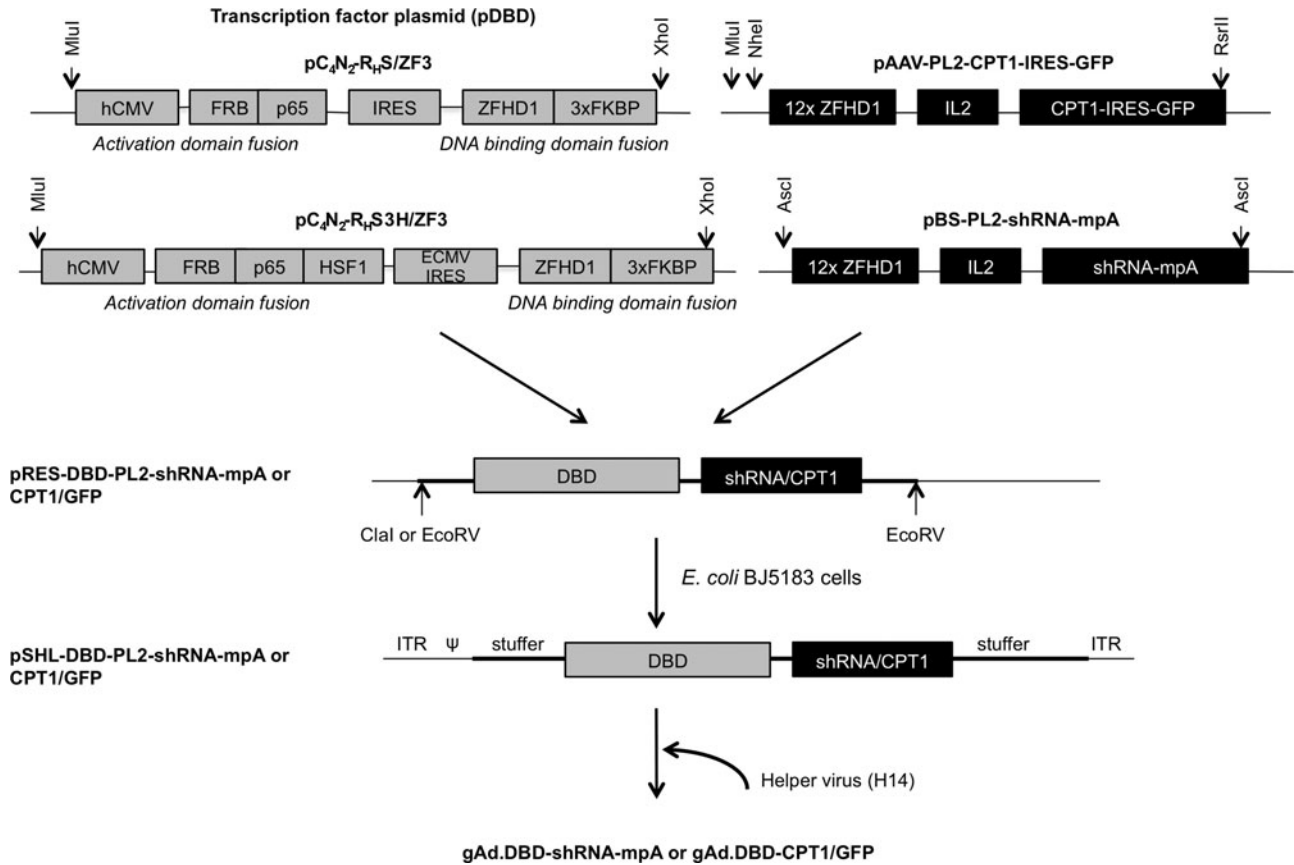 Transcription factor plasmid (pDBD)
MluI
XhoI
MluI
NheI
RsrII
pC₄N₂-RHS/ZF3
pAAV-PL2-CPT1-IRES-GFP
hCMV
FRB
p65
IRES
ZFHD1
3xFKBP
12x ZFHD1
IL2
CPT1-IRES-GFP
Activation domain fusion
DNA binding domain fusion
MluI
XhoI
AscI
AscI
pC₄N₂-RHS3H/ZF3
pBS-PL2-shRNA-mpA
hCMV
FRB
p65
HSF1
ECMV
IRES
ZFHD1
3xFKBP
12x ZFHD1
IL2
shRNA-mpA
Activation domain fusion
DNA binding domain fusion
pRES-DBD-PL2-shRNA-mpA or
CPT1/GFP
DBD
shRNA/CPT1
ClaI or EcoRV
EcoRV
E. coli BJ5183 cells
pSHL-DBD-PL2-shRNA-mpA or
CPT1/GFP
ITR
ψ
stuffer
DBD
shRNA/CPT1
stuffer
ITR
Helper virus (H14)
gAd.DBD-shRNA-mpA or gAd.DBD-CPT1/GFP